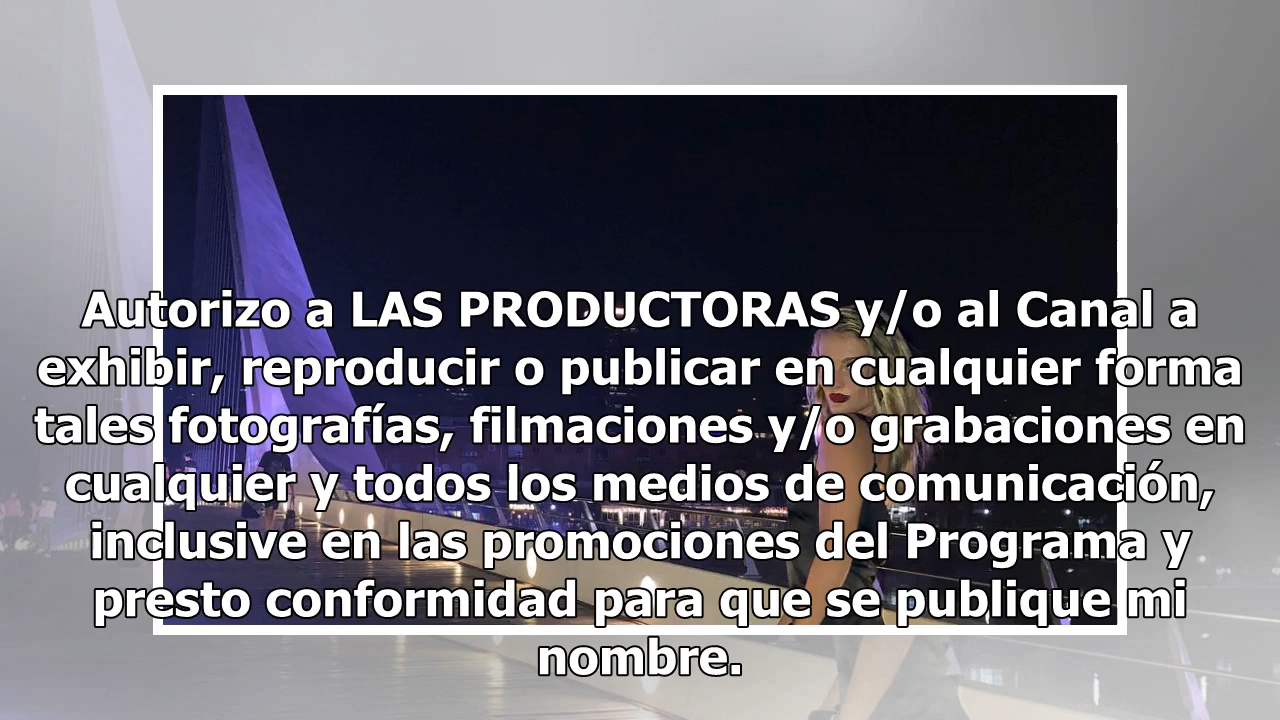 Autorizo a LAS PRODUCTORAS y/o al Canal a
exhibir, reproducir o publicar en cualquier forma
tales fotografías, filmaciones y/o grabaciones en
cualquier y todos los medios de comunicación,
inclusive en las promociones del Programa y
presto conformidad para que se publique mi
nombre.